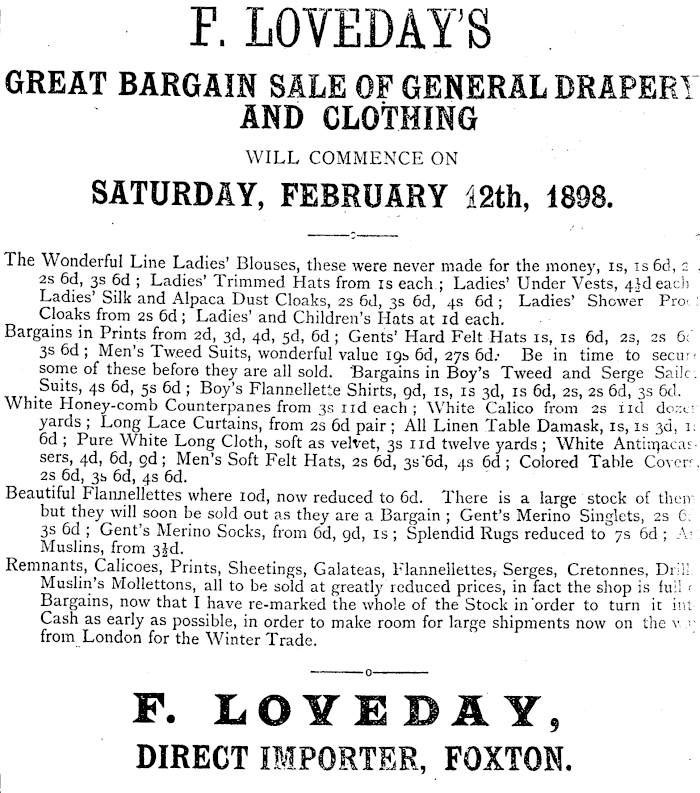 F. LOVEDAY'S
GREAT BARGAIN SALE OF GENERAL DRAPERY
AND CLOTHING
WILL COMMENCE ON
SATURDAY, FEBRUARY 12th, 1898.
The Wonderful Line Ladies' Blouses, these were never made for the money, 1s, 1s 6d, 2
2s 6d, 3s 6d ; Ladies' Trimmed Hats from 1s each ; Ladies' Under Vests, 4½d each
Ladies' Silk and Alpaca Dust Cloaks, 2s 6d, 3s 6d, 4s 6d ; Ladies' Shower
Cloaks from 2s 6d ; Ladies' and Children's Hats at 1d each.
Bargains in Prints from 2d, 3d, 4d, 5d, 6d ; Gents' Hard Felt Hats 1s, 1s 6d, 2s, 2s
3s 6d ; Men's Tweed Suits, wonderful value 19s 6d, 27s 6d. Be in time to secure
some of these before they are all sold. Bargains in Boy's Tweed and Serge
Suits, 4s 6d, 5s 6d ; Boy's Flannellette Shirts, 9d, 1s, 1s 3d, 1s 6d, 2s, 2s 6d, 3s 6d.
White Honey-comb Counterpanes from 3s 11d each ; White Calico from 2s 11d
yards ; Long Lace Curtains, from 2s 6d pair ; All Linen Table Damask, 1s, 1s 3d,
6d ; Pure White Long Cloth, soft as velvet, 3s 11d twelve yards ; White Antimacas-
sers, 4d, 6d, 9d ; Men's Soft Felt Hats, 2s 6d, 3s 6d, 4s 6d ; Colored Table Covers,
2s 6d, 3s 6d, 4s 6d.
Beautiful Flannellettes where 10d, now reduced to 6d. There is a large stock of them
but they will soon be sold out as they are a Bargain ; Gent's Merino Singlets, 2s
3s 6d ; Gent's Merino Socks, from 6d, 9d, 1s ; Splendid Rugs reduced to 7s 6d ;
Muslins, from 3½d.
Remnants, Calicoes, Prints, Sheetings, Galateas, Flannellettes, Serges, Cretonnes, Drill
Muslin's Mollettons, all to be sold at greatly reduced prices, in fact the shop is full
Bargains, now that I have re-marked the whole of the Stock in order to turn it
Cash as early as possible, in order to make room for large shipments now on the
from London for the Winter Trade.
F. LOVEDAY,
DIRECT IMPORTER, FOXTON.